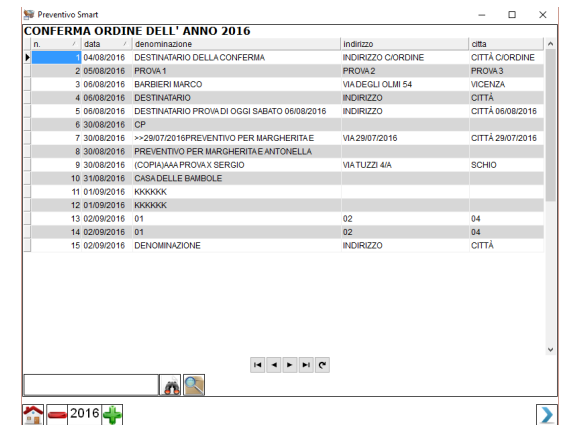 Preventivo Smart
CONFERMA ORDINE DELL' ANNO 2016
n. data denominazione indirizzo citta
1 04/08/2016 DESTINATARIO DELLA CONFERMA INDIRIZZO C/ORDINE CITTÀ C/ORDINE
2 05/08/2016 PROVA 1 PROVA 2 PROVA 3
3 06/08/2016 BARBIERI MARCO VIA DEGLI OLMI 54 VICENZA
4 06/08/2016 DESTINATARIO INDIRIZZO CITTÀ
5 06/08/2016 DESTINATARIO PROVA DI OGGI SABATO 06/08/2016 INDIRIZZO CITTÀ 06/08/2016
6 30/08/2016 CP
7 30/08/2016 >>29/07/2016PREVENTIVO PER MARGHERITA E VIA 29/07/2016 CITTÀ 29/07/2016
8 30/08/2016 PREVENTIVO PER MARGHERITA E ANTONELLA
9 30/08/2016 (COPIA)AAA PROVA X SERGIO VIA TUZZI 4/A SCHIO
10 31/08/2016 CASA DELLE BAMBOLE
11 01/09/2016 KKKKKK
12 01/09/2016 KKKKKK
13 02/09/2016 01 02 04
14 02/09/2016 01 02 04
15 02/09/2016 DENOMINAZIONE INDIRIZZO CITTÀ
2016